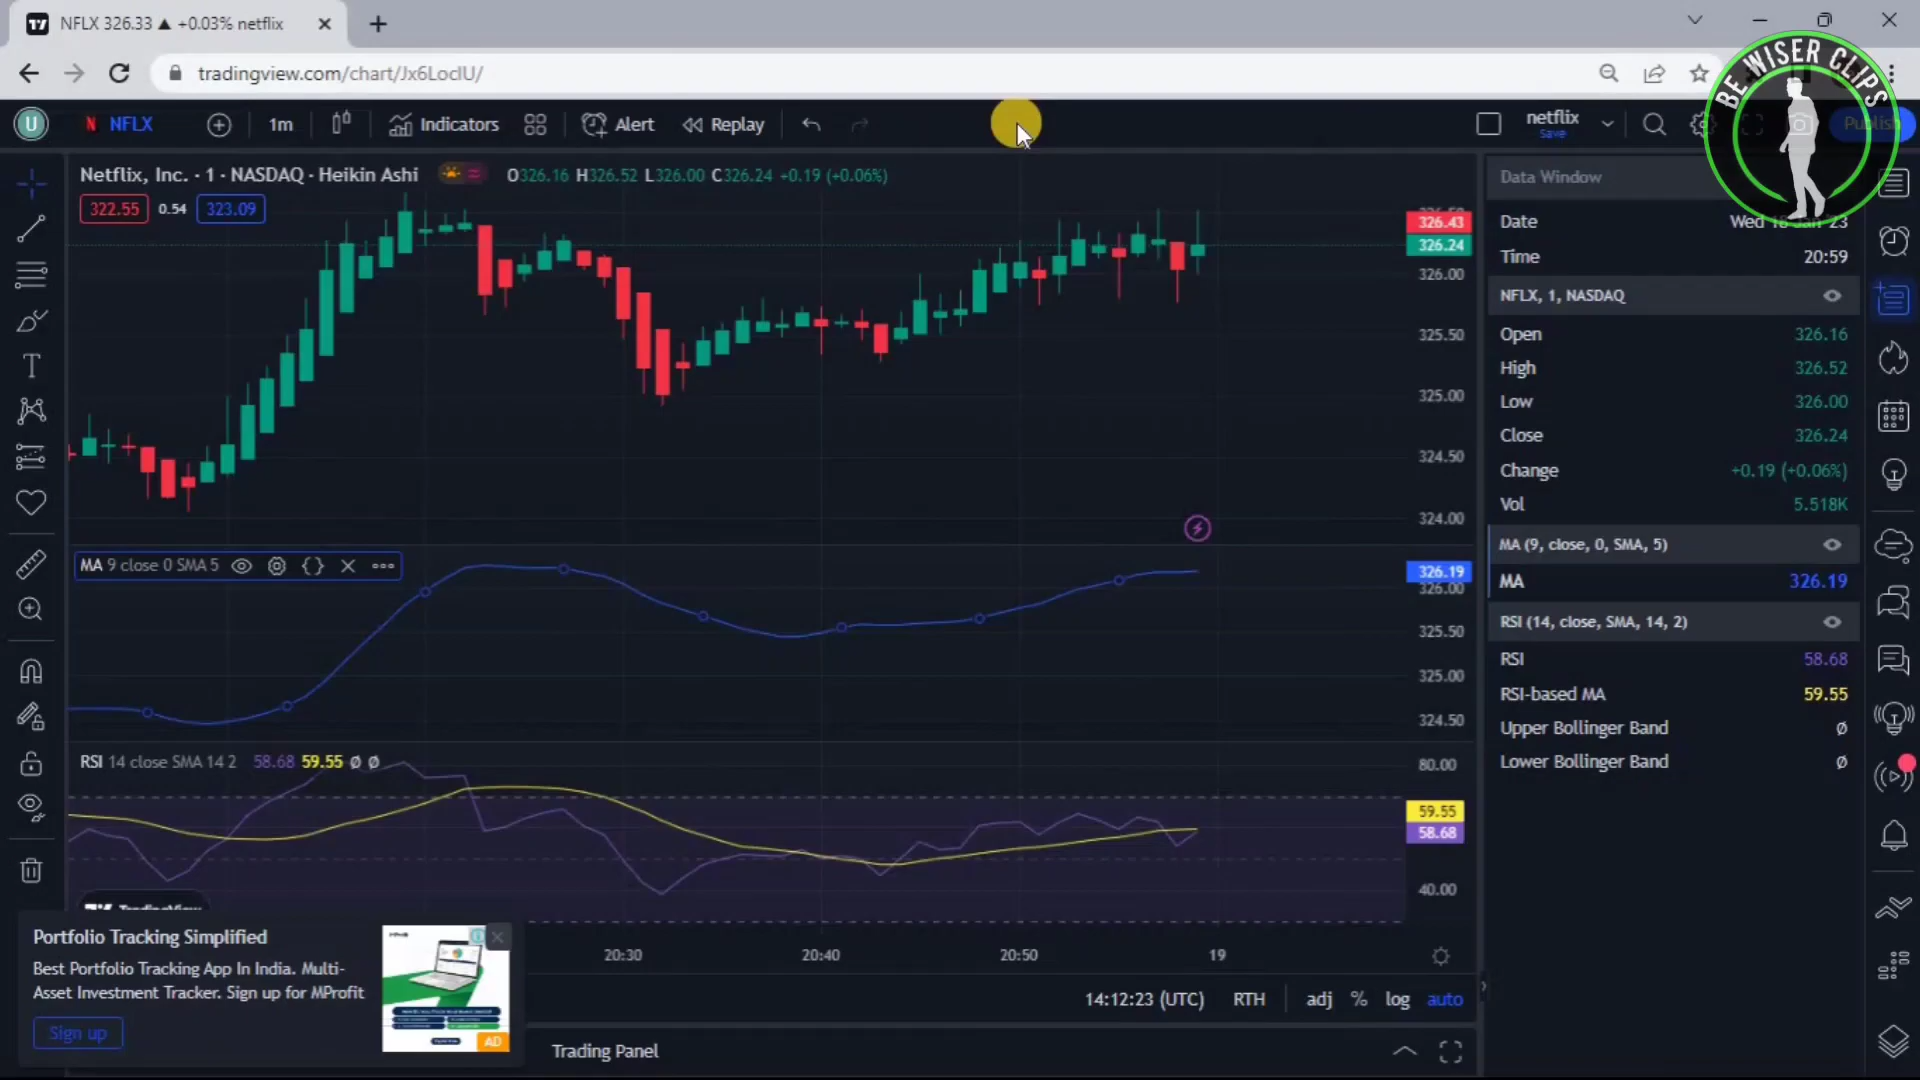 NFLX 326.33 ▲ +0.03% netflix
tradingview.com/chart/Jx6LocIU/
BE WISER CLIPS
U NFLX 1m Indicators Alert Replay netflix Save Publish
Netflix, Inc. · 1 · NASDAQ · Heikin Ashi O326.16 H326.52 L326.00 C326.24 +0.19 (+0.06%)
322.55 0.54 323.09
326.43
326.24
326.00
325.50
325.00
324.50
324.00
MA 9 close 0 SMA 5
326.19
326.00
325.50
325.00
324.50
RSI 14 close SMA 14 2 58.68 59.55 Ø Ø
80.00
59.55
58.68
40.00
20:30 20:40 20:50 19
14:12:23 (UTC) RTH adj % log auto
Trading Panel
Portfolio Tracking Simplified
Best Portfolio Tracking App In India. Multi-
Asset Investment Tracker. Sign up for MProfit
Sign up
AD
Data Window
Date Wed 18 Jan '23
Time 20:59
NFLX, 1, NASDAQ
Open 326.16
High 326.52
Low 326.00
Close 326.24
Change +0.19 (+0.06%)
Vol 5.518K
MA (9, close, 0, SMA, 5)
MA 326.19
RSI (14, close, SMA, 14, 2)
RSI 58.68
RSI-based MA 59.55
Upper Bollinger Band Ø
Lower Bollinger Band Ø